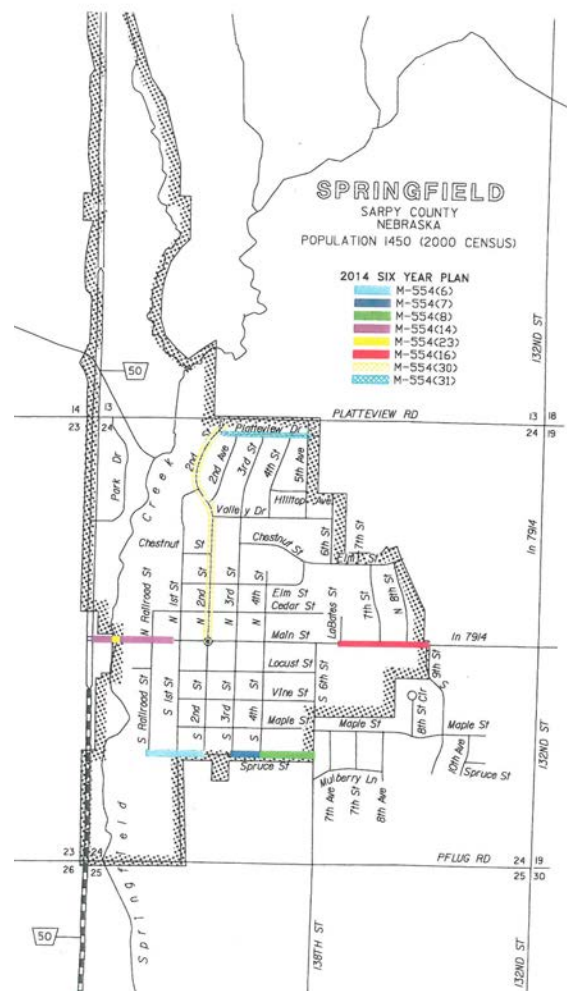 SPRINGFIELD
SARPY COUNTY
NEBRASKA
POPULATION 1450 (2000 CENSUS)
2014 SIX YEAR PLAN
M-554(6)
M-554(7)
M-554(8)
M-554(14)
M-554(23)
M-554(16)
M-554(30)
M-554(31)
132ND ST
50
14 13
PLATTEVIEW RD
13 18
23 24
24 19
Platteview Dr
Park Dr
Creek
2nd St
2nd Ave
3rd St
4th St
5th Ave
Hilltop Ave
Valley Dr
In 7914
Chestnut St
Chestnut St
6th St
7th St
Elm St
N Railroad St
N 1st St
N 2nd St
N 3rd St
N 4th St
Elm St
Cedar St
LaBates St
7th St
N 8th St
Main St
In 7914
Locust St
S 9th St
S Railroad St
S 1st St
S 2nd St
S 3rd St
S 4th St
Vine St
S 6th St
8th St Cir
Maple St
Maple St
Maple St
Spruce St
Mulberry Ln
7th Ave
7th St
8th Ave
10th Ave
Spruce St
132ND ST
23 24
PFLUG RD
24 19
26 25
25 30
Springfield
50
138TH ST
132ND ST